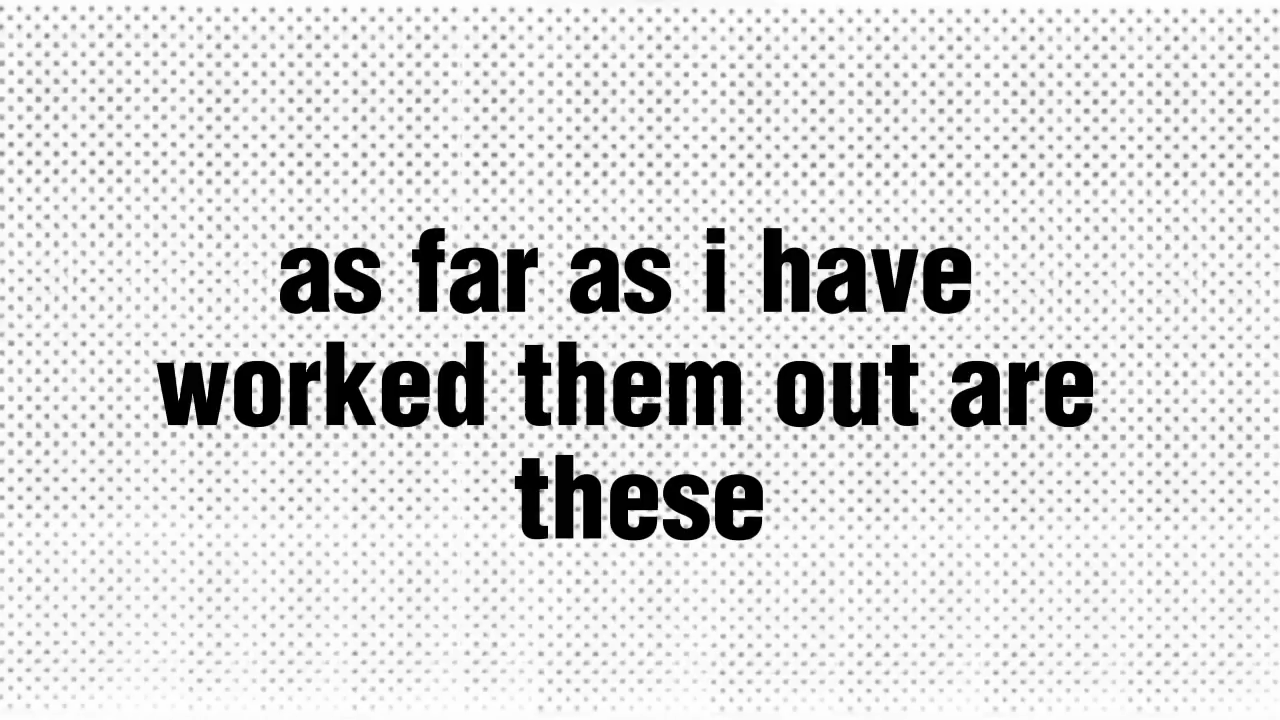 as far as i have
worked them out are
these